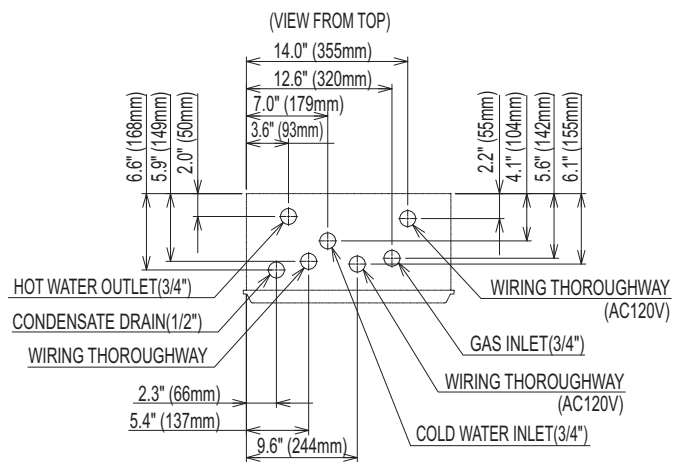 (VIEW FROM TOP)
14.0" (355mm)
12.6" (320mm)
7.0" (179mm)
3.6" (93mm)
6.6" (168mm)
5.9" (149mm)
2.0" (50mm)
2.2" (55mm)
4.1" (104mm)
5.6" (142mm)
6.1" (155mm)
HOT WATER OUTLET(3/4")
CONDENSATE DRAIN(1/2")
WIRING THOROUGHWAY
WIRING THOROUGHWAY
(AC120V)
GAS INLET(3/4")
WIRING THOROUGHWAY
(AC120V)
COLD WATER INLET(3/4")
2.3" (66mm)
5.4" (137mm)
9.6" (244mm)